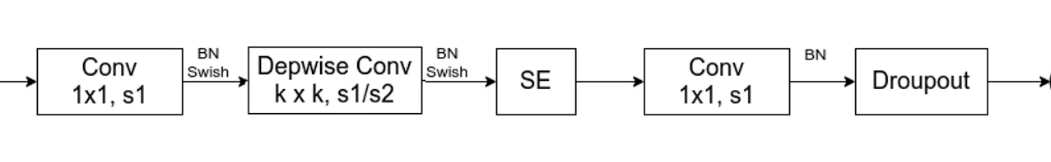 Conv
1x1, s1
BN
Swish
Depwise Conv
k x k, s1/s2
BN
Swish
SE
Conv
1x1, s1
BN
Droupout